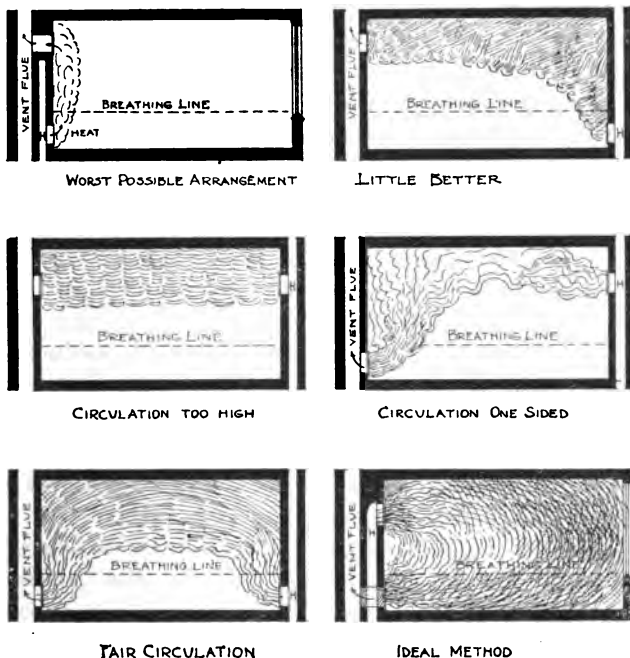 VENT FLUE
BREATHING LINE
H
HEAT
WORST POSSIBLE ARRANGEMENT
VENT FLUE
BREATHING LINE
H
LITTLE BETTER
H
BREATHING LINE
CIRCULATION TOO HIGH
VENT FLUE
H
BREATHING LINE
CIRCULATION ONE SIDED
VENT FLUE
BREATHING LINE
H
FAIR CIRCULATION
VENT FLUE
H
BREATHING LINE
IDEAL METHOD